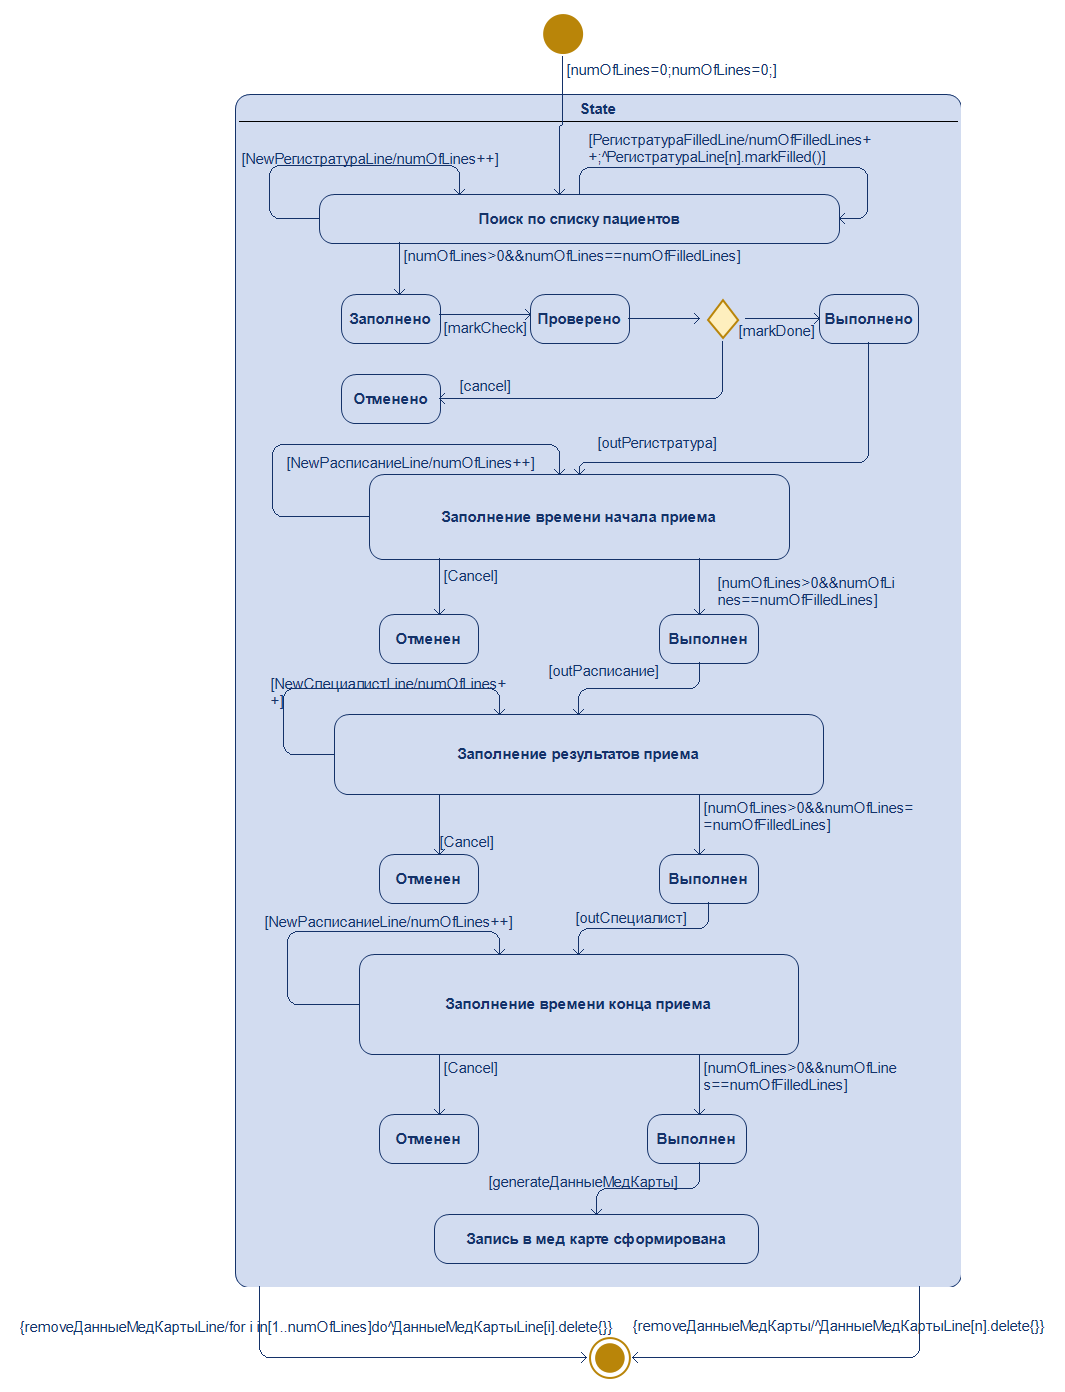 [numOfLines=0;numOfLines=0;]
State
[РегистратураFilledLine/numOfFilledLines+
+;^РегистратураLine[n].markFilled()]
[NewРегистратураLine/numOfLines++]
Поиск по списку пациентов
[numOfLines>0&&numOfLines==numOfFilledLines]
Заполнено
[markCheck]
Проверено
[markDone]
Выполнено
[cancel]
Отменено
[outРегистратура]
[NewРасписаниеLine/numOfLines++]
Заполнение времени начала приема
[Cancel]
[numOfLines>0&&numOfLi
nes==numOfFilledLines]
Отменен
Выполнен
[outРасписание]
[NewСпециалистLine/numOfLines+
+]
Заполнение результатов приема
[numOfLines>0&&numOfLines=
=numOfFilledLines]
[Cancel]
Отменен
Выполнен
[outСпециалист]
[NewРасписаниеLine/numOfLines++]
Заполнение времени конца приема
[Cancel]
[numOfLines>0&&numOfLine
s==numOfFilledLines]
Отменен
Выполнен
[generateДанныеМедКарты]
Запись в мед карте сформирована
{removeДанныеМедКартыLine/for i in[1..numOfLines]do^ДанныеМедКартыLine[i].delete{}}
{removeДанныеМедКарты/^ДанныеМедКартыLine[n].delete{}}